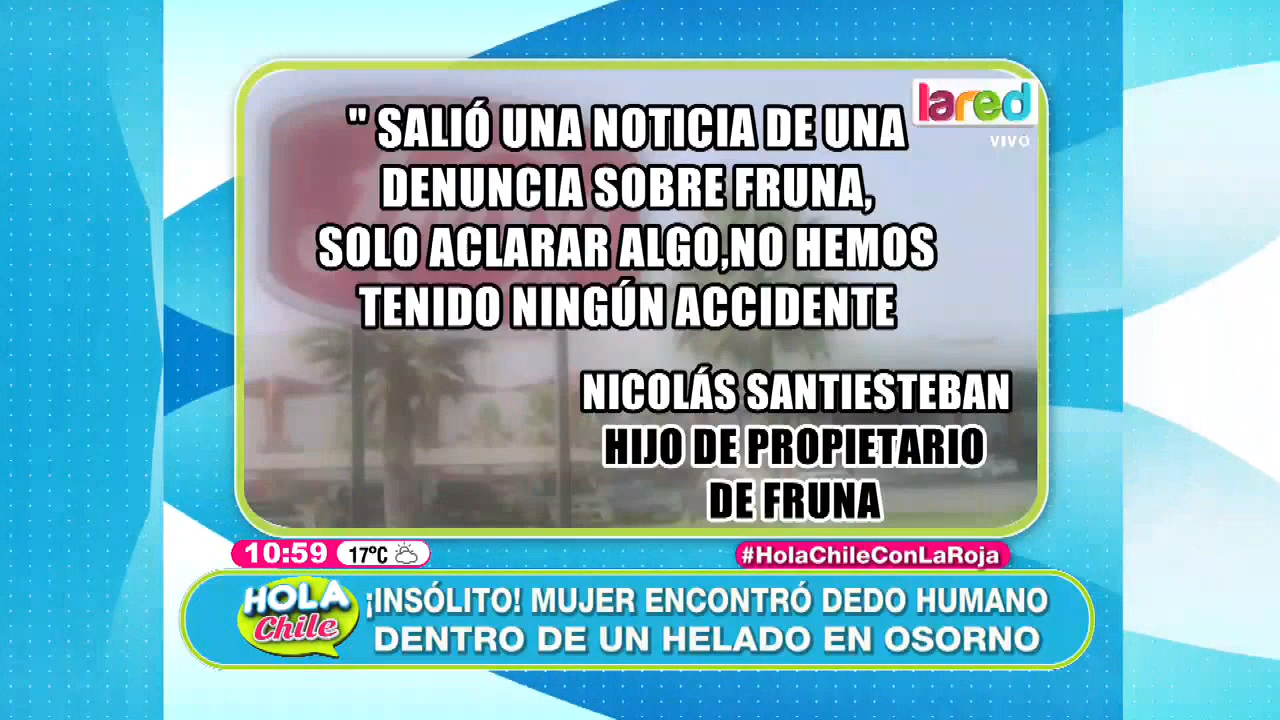 lared
VIVO
" SALIÓ UNA NOTICIA DE UNA
DENUNCIA SOBRE FRUNA,
SOLO ACLARAR ALGO,NO HEMOS
TENIDO NINGÚN ACCIDENTE
NICOLÁS SANTIESTEBAN
HIJO DE PROPIETARIO
DE FRUNA
10:59 17ºC
#HolaChileConLaRoja
HOLA
Chile
¡INSÓLITO! MUJER ENCONTRÓ DEDO HUMANO
DENTRO DE UN HELADO EN OSORNO